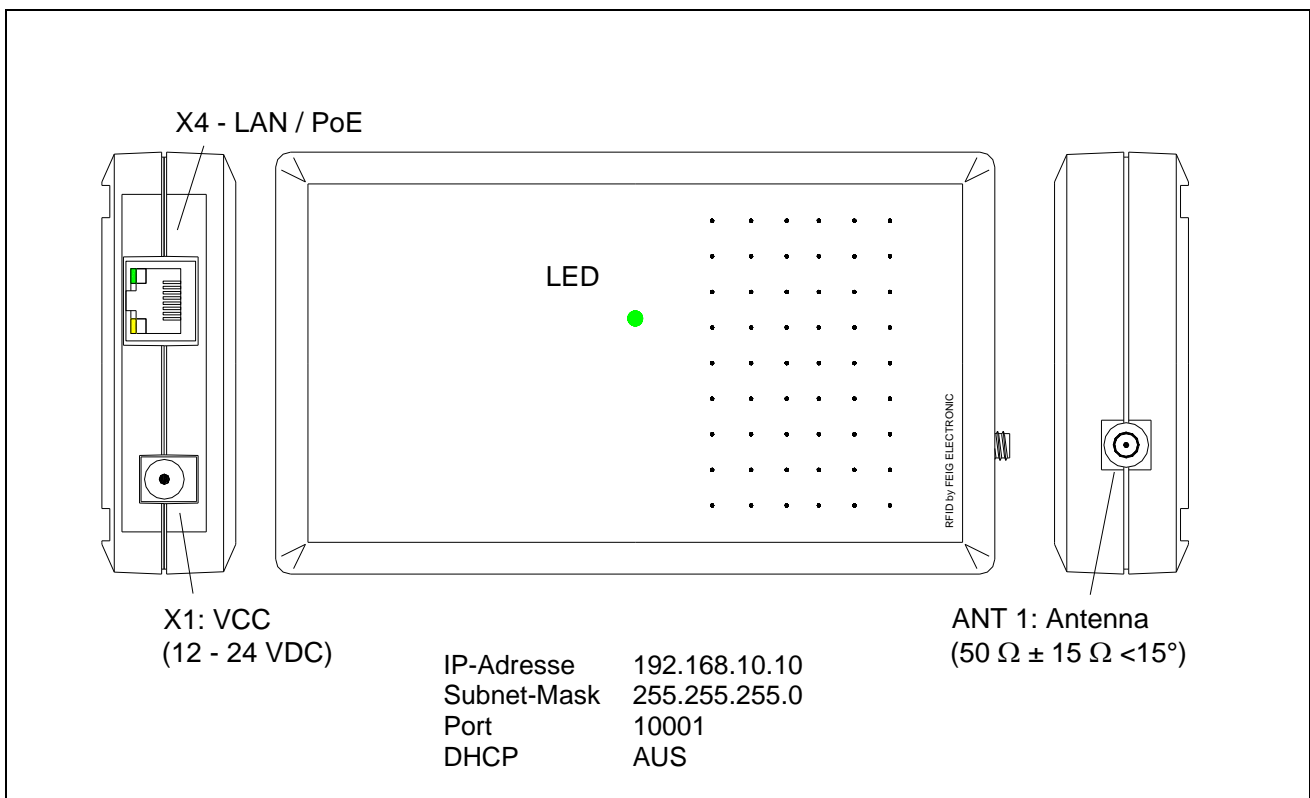 X4 - LAN / PoE
LED
RFID by FEIG ELECTRONIC
X1: VCC
(12 - 24 VDC)
ANT 1: Antenna
(50 Ω ± 15 Ω <15°)
IP-Adresse 192.168.10.10
Subnet-Mask 255.255.255.0
Port 10001
DHCP AUS